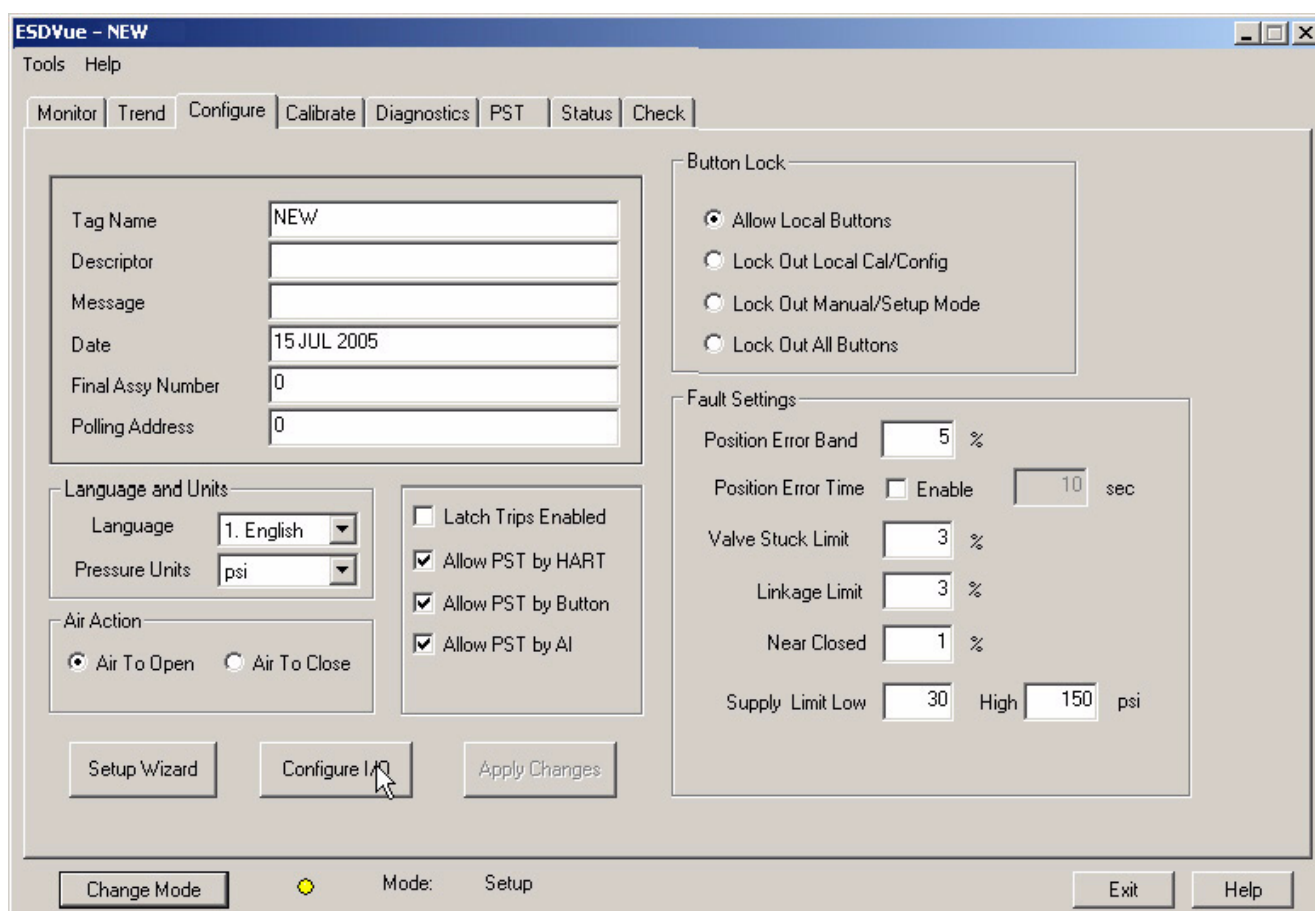 ESDVue - NEW
Tools Help
Monitor Trend Configure Calibrate Diagnostics PST Status Check
Tag Name NEW
Descriptor
Message
Date 15 JUL 2005
Final Assy Number 0
Polling Address 0
Button Lock
Allow Local Buttons
Lock Out Local Cal/Config
Lock Out Manual/Setup Mode
Lock Out All Buttons
Language and Units
Language 1. English
Pressure Units psi
Air Action
Air To Open Air To Close
Latch Trips Enabled
Allow PST by HART
Allow PST by Button
Allow PST by AI
Fault Settings
Position Error Band 5 %
Position Error Time Enable 10 sec
Valve Stuck Limit 3 %
Linkage Limit 3 %
Near Closed 1 %
Supply Limit Low 30 High 150 psi
Setup Wizard Configure I/O Apply Changes
Change Mode Mode: Setup Exit Help